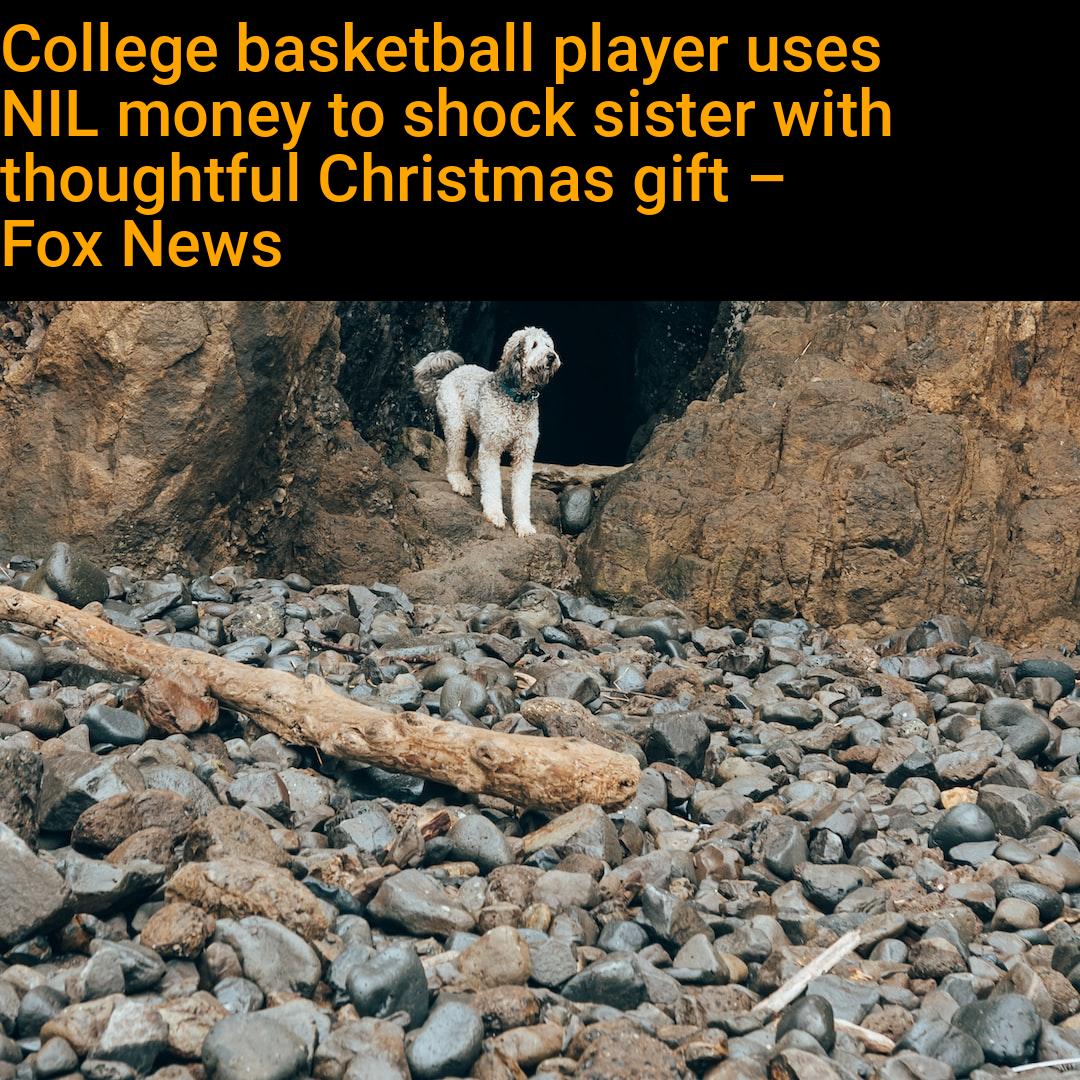 College basketball player uses
NIL money to shock sister with
thoughtful Christmas gift –
Fox News